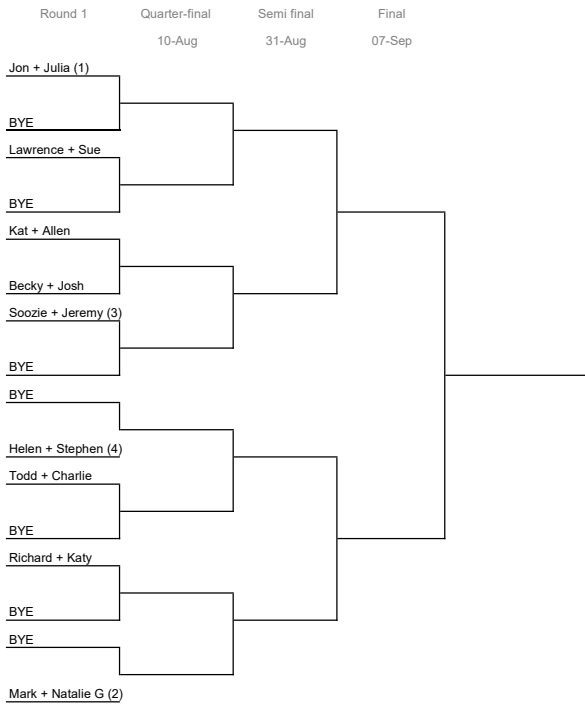 Round 1 Quarter-final Semi final Final
10-Aug 31-Aug 07-Sep
Jon + Julia (1)
BYE
Lawrence + Sue
BYE
Kat + Allen
Becky + Josh
Soozie + Jeremy (3)
BYE
BYE
Helen + Stephen (4)
Todd + Charlie
BYE
Richard + Katy
BYE
BYE
Mark + Natalie G (2)